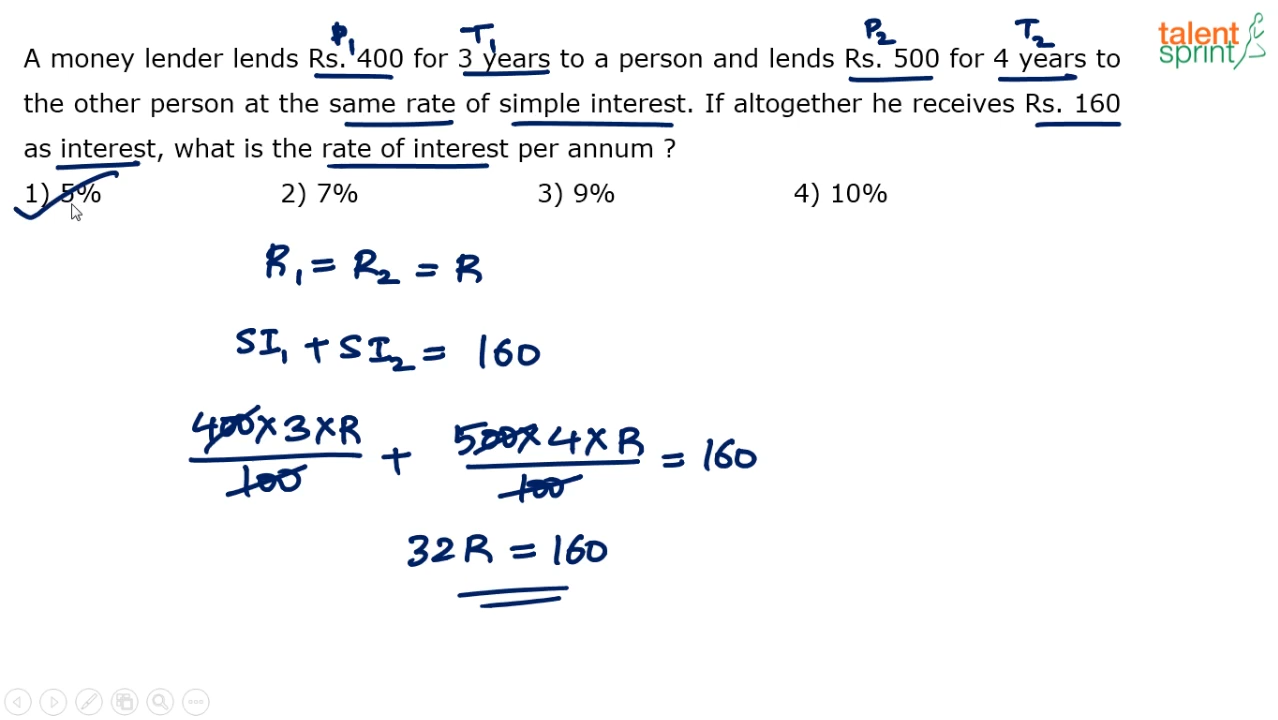 P₁ T₁ P₂ T₂
talent
sprint
A money lender lends Rs. 400 for 3 years to a person and lends Rs. 500 for 4 years to
the other person at the same rate of simple interest. If altogether he receives Rs. 160
as interest, what is the rate of interest per annum ?
1) 5% 2) 7% 3) 9% 4) 10%
R₁ = R₂ = R
SI₁ + SI₂ = 160
400 × 3 × R / 100 + 500 × 4 × R / 100 = 160
32 R = 160